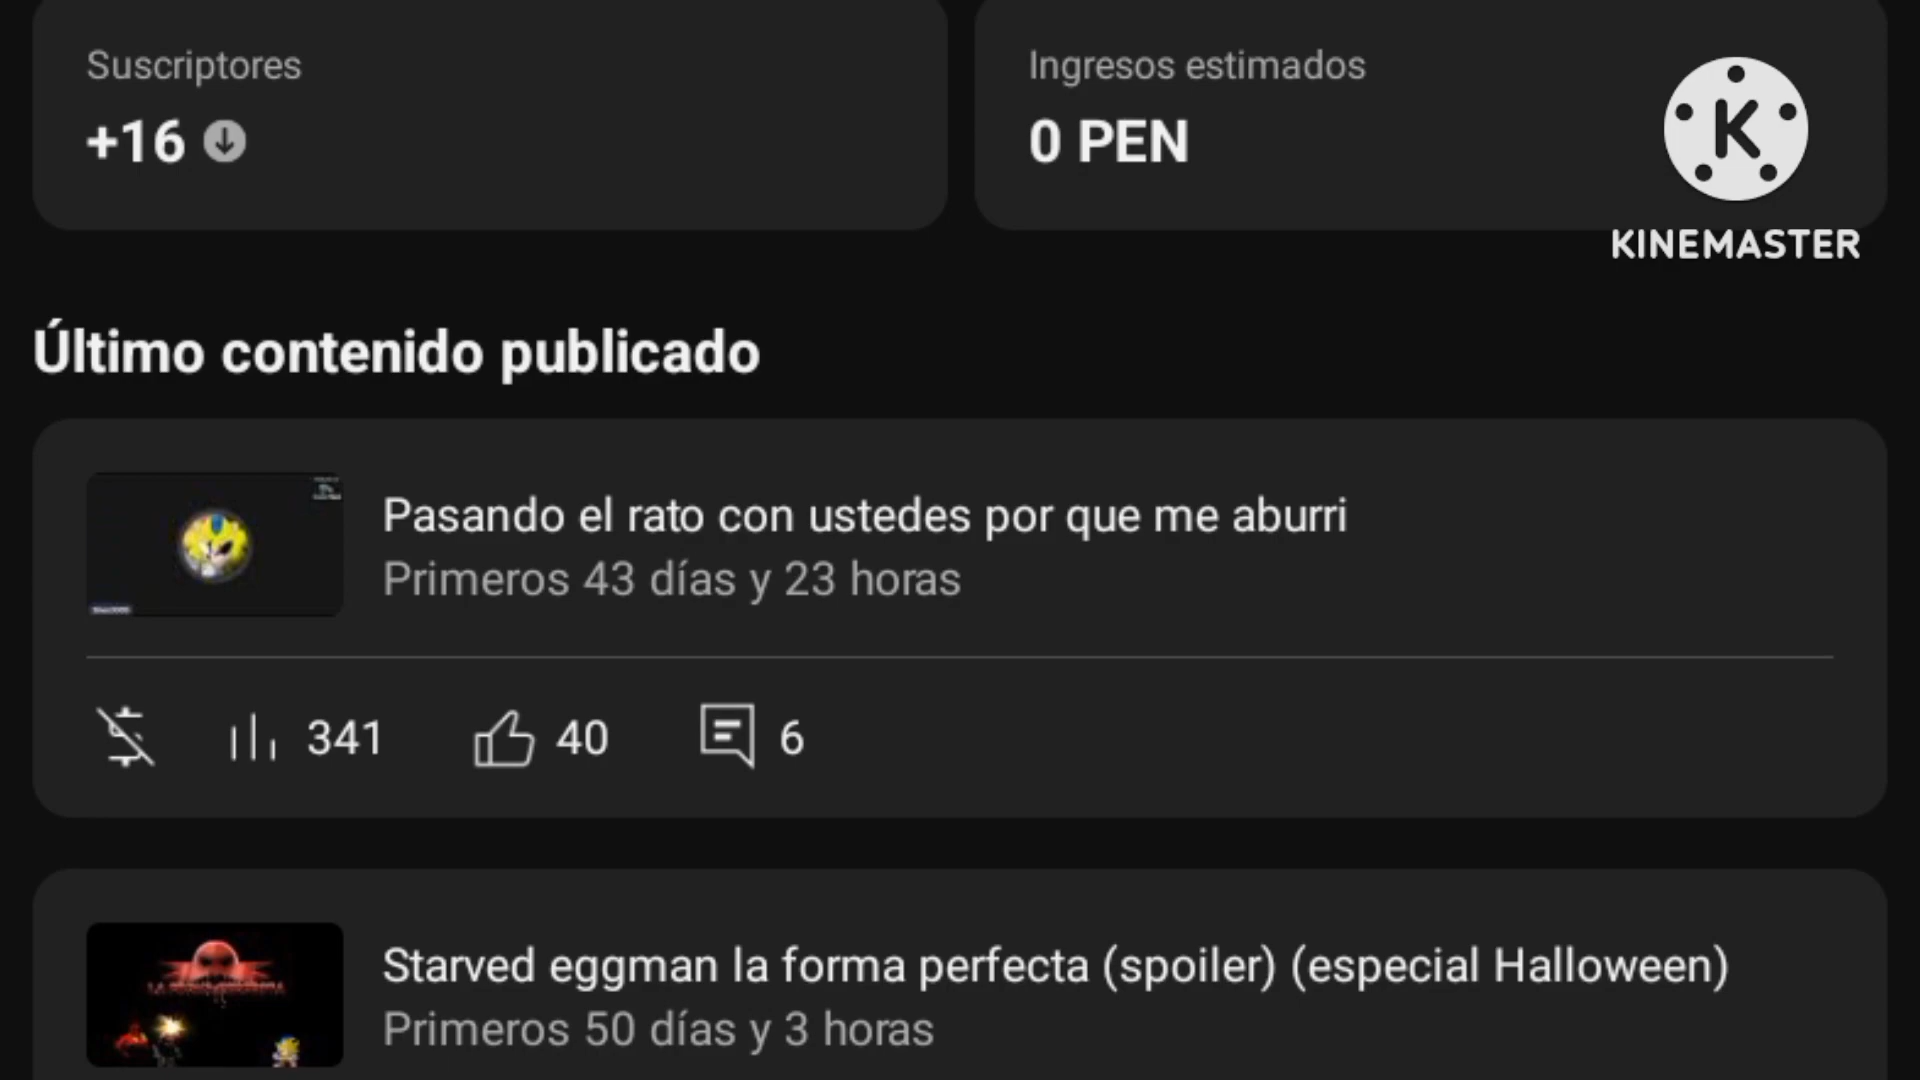 Suscriptores
Ingresos estimados
+16
0 PEN
K
KINEMASTER
Último contenido publicado
Pasando el rato con ustedes por que me aburri
Primeros 43 días y 23 horas
341
40
6
Starved eggman la forma perfecta (spoiler) (especial Halloween)
Primeros 50 días y 3 horas